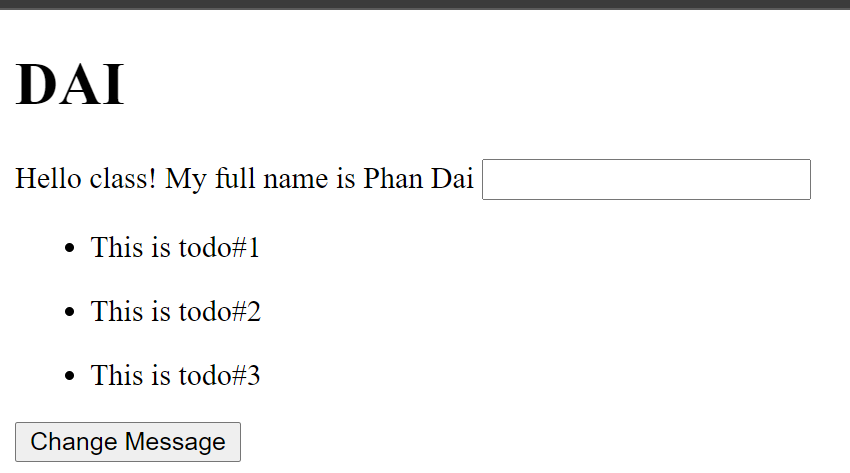 DAI
Hello class! My full name is Phan Dai
This is todo#1
This is todo#2
This is todo#3
Change Message